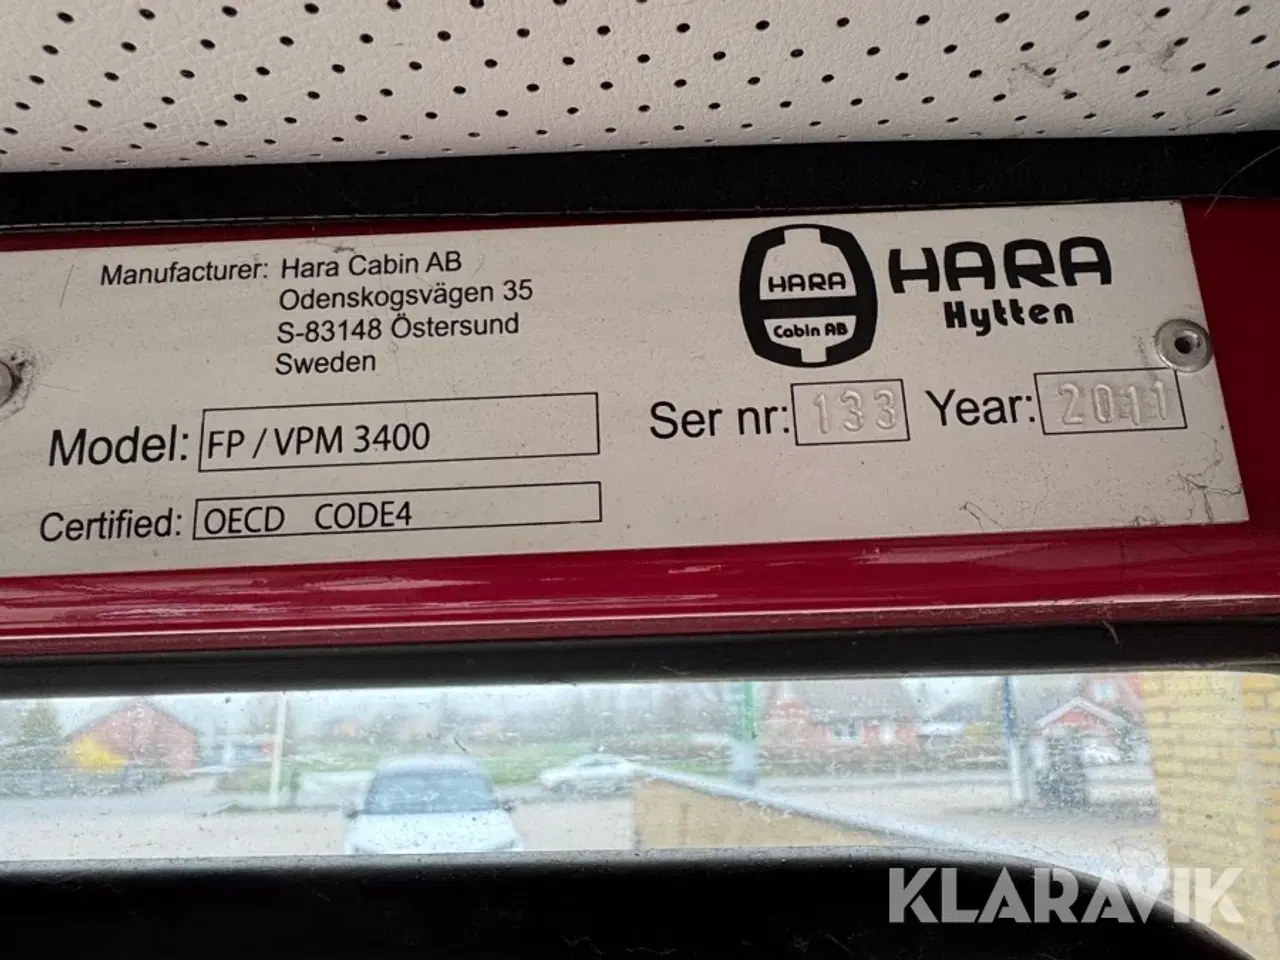 Manufacturer: Hara Cabin AB
Odenskogsvägen 35
S-83148 Östersund
Sweden
HARA
Cabin AB
HARA
Hytten
Model: FP / VPM 3400
Ser nr: 133 Year: 2011
Certified: OECD CODE4
KLARAVIK